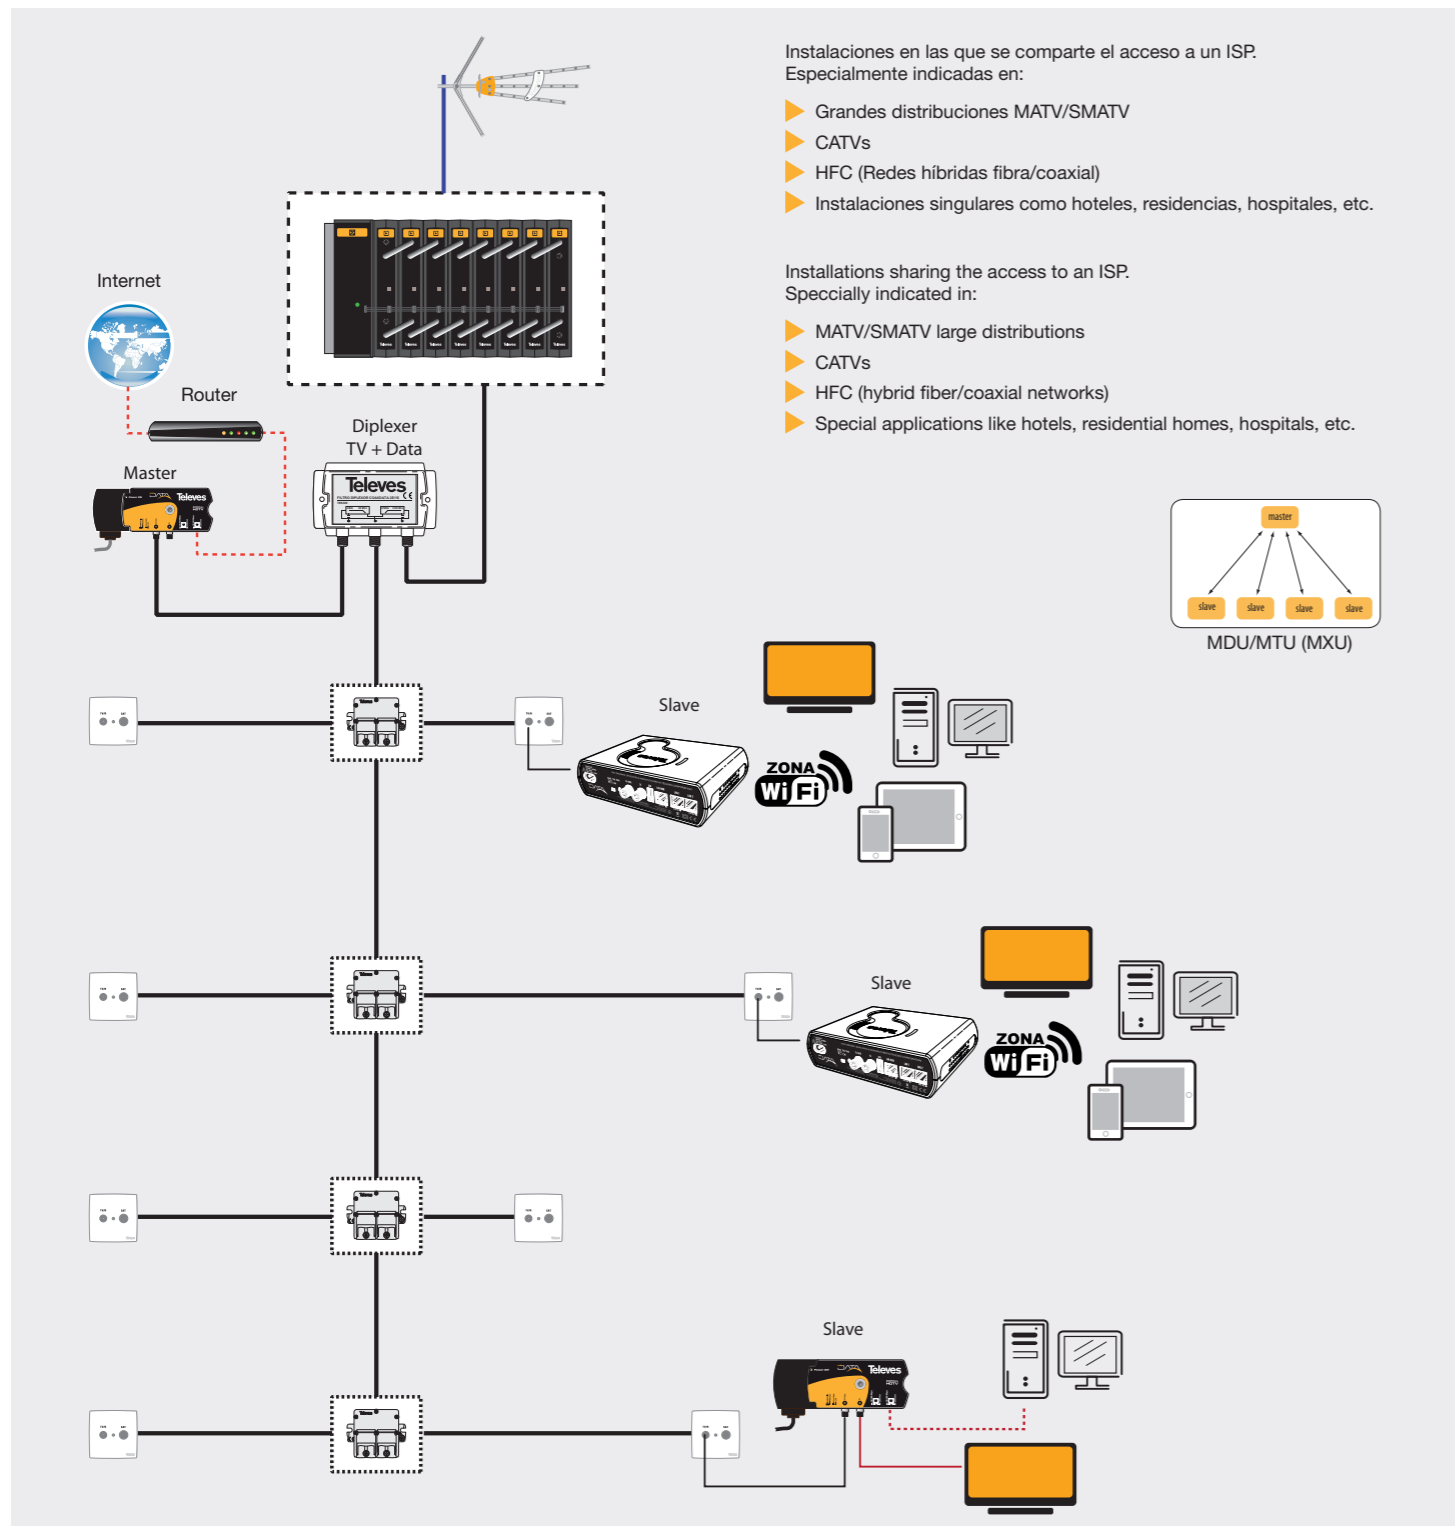 Instalaciones en las que se comparte el acceso a un ISP.
Especialmente indicadas en:
Grandes distribuciones MATV/SMATV
CATVs
HFC (Redes híbridas fibra/coaxial)
Instalaciones singulares como hoteles, residencias, hospitales, etc.
Installations sharing the access to an ISP.
Speccially indicated in:
MATV/SMATV large distributions
CATVs
HFC (hybrid fiber/coaxial networks)
Special applications like hotels, residential homes, hospitals, etc.
Internet
Router
Master
Televes
Diplexer
TV + Data
Televes
master
slave slave slave slave
MDU/MTU (MXU)
Slave
ZONA
WiFi
Slave
ZONA
WiFi
Slave
DATA
Televes